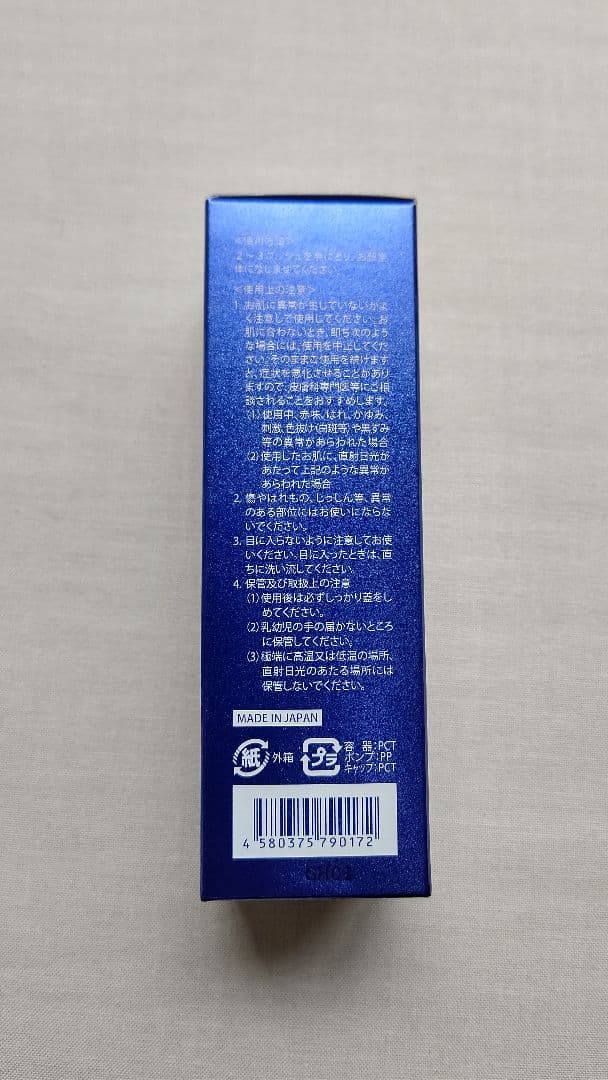 <使用方法>
2～3プッシュを手にとり、お顔全
体になじませてください。
<使用上の注意>
1. お肌に異常が生じていないかよ
く注意して使用してください。お
肌に合わないとき、即ち次のよう
な場合には、使用を中止してくだ
さい。そのままご使用を続けますと、
と、症状を悪化させることがあり
ますので、皮膚科専門医等にご相
談されることをおすすめします。
(1)使用中、赤味、はれ、かゆみ、
刺激、色抜け(白斑等)や黒ずみ
等の異常があらわれた場合
(2)使用したお肌に、直射日光が
あたって上記のような異常が
あらわれた場合
2. 傷やはれもの、しっしん等、異常
のある部位にはお使いにならな
いでください。
3. 目に入らないように注意してお使
いください。目に入ったときは、直
ちに洗い流してください。
4. 保管及び取扱上の注意
(1)使用後は必ずしっかり蓋をし
めてください。
(2)乳幼児の手の届かないところ
に保管してください。
(3)極端に高温又は低温の場所、
直射日光のあたる場所には
保管しないでください。
MADE IN JAPAN
紙 外箱 プラ 容器:PCT
ポンプ:PP
キャップ:PCT
4 580375 790172